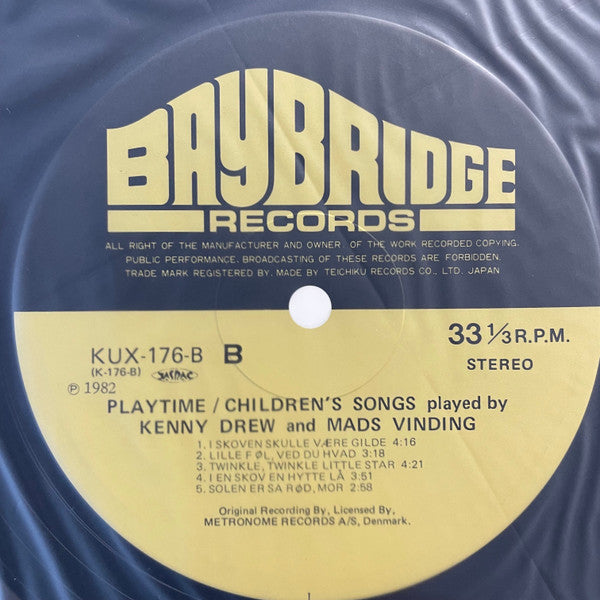 BAYBRIDGE
RECORDS
ALL RIGHT OF THE MANUFACTURER AND OWNER OF THE WORK RECORDED COPYING.
PUBLIC PERFORMANCE. BROADCASTING OF THESE RECORDS ARE FORBIDDEN.
TRADE MARK REGISTERED BY. MADE BY TEICHIKU RECORDS CO., LTD. JAPAN
KUX-176-B B
(K-176-B) JASRAC
℗ 1982
33 1/3 R.P.M.
STEREO
PLAYTIME / CHILDREN'S SONGS played by
KENNY DREW and MADS VINDING
1. I SKOVEN SKULLE VÆRE GILDE 4:16
2. LILLE FØL, VED DU HVAD 3:18
3. TWINKLE, TWINKLE LITTLE STAR 4:21
4. I EN SKOV EN HYTTE LÅ 3:51
5. SOLEN ER SA RØD, MOR 2:58
Original Recording By, Licensed By,
METRONOME RECORDS A/S, Denmark.